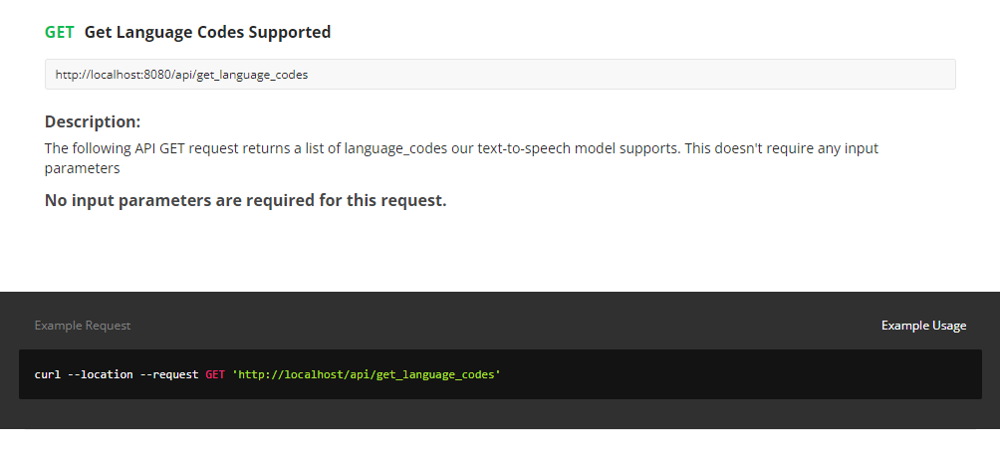 GET Get Language Codes Supported
http://localhost:8080/api/get_language_codes
Description:
The following API GET request returns a list of language_codes our text-to-speech model supports. This doesn't require any input
parameters
No input parameters are required for this request.
Example Request Example Usage
curl --location --request GET 'http://localhost/api/get_language_codes'